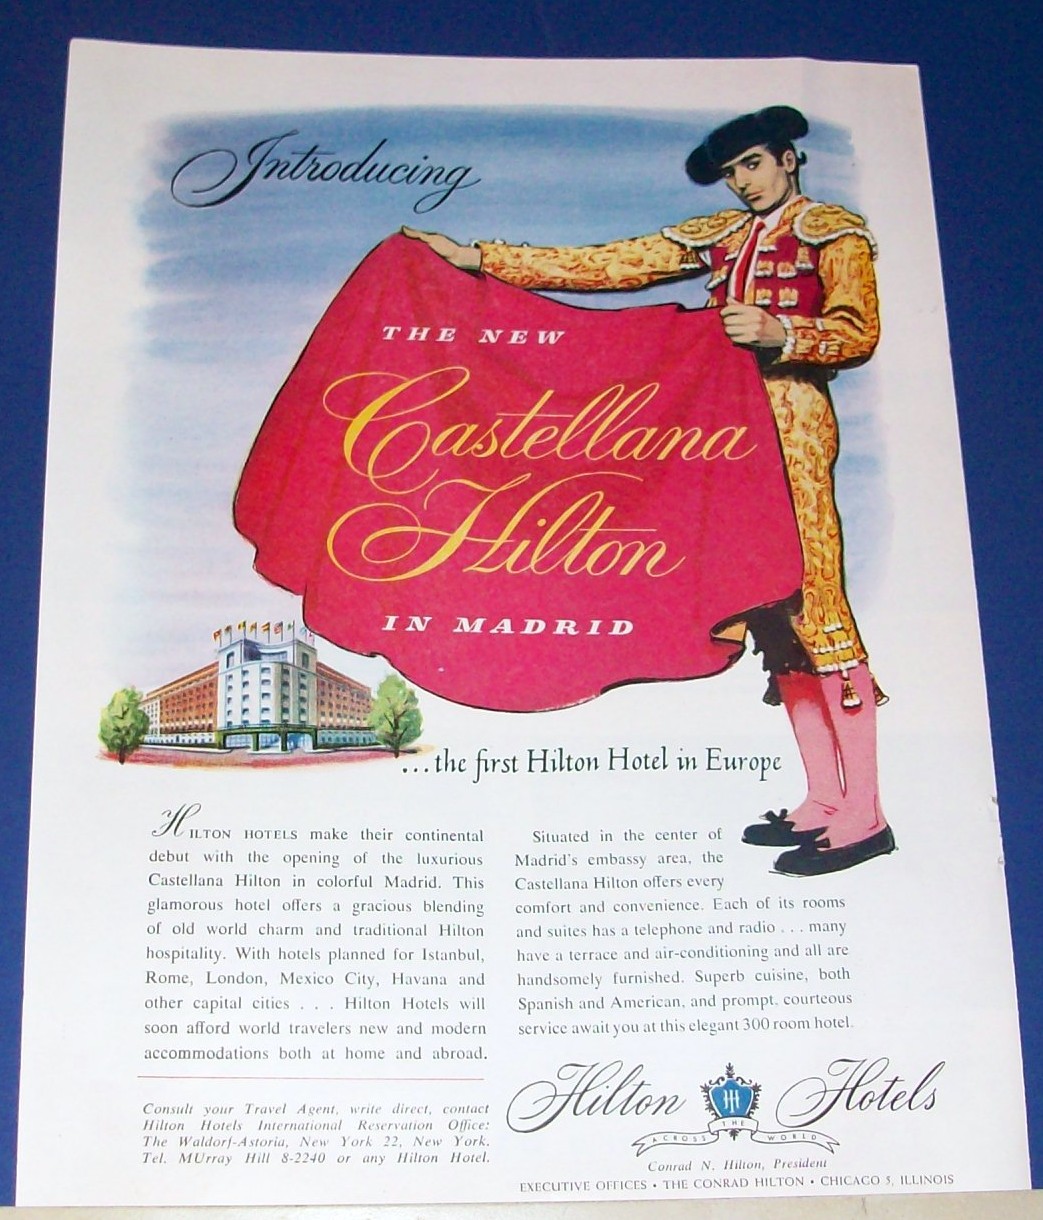 Introducing
THE NEW
Castellana
Hilton
IN MADRID
...the first Hilton Hotel in Europe
HILTON HOTELS make their continental
debut with the opening of the luxurious
Castellana Hilton in colorful Madrid. This
glamorous hotel offers a gracious blending
of old world charm and traditional Hilton
hospitality. With hotels planned for Istanbul,
Rome, London, Mexico City, Havana and
other capital cities . . . Hilton Hotels will
soon afford world travelers new and modern
accommodations both at home and abroad.
Situated in the center of
Madrid's embassy area, the
Castellana Hilton offers every
comfort and convenience. Each of its rooms
and suites has a telephone and radio . . . many
have a terrace and air-conditioning and all are
handsomely furnished. Superb cuisine, both
Spanish and American, and prompt, courteous
service await you at this elegant 300 room hotel.
Consult your Travel Agent, write direct, contact
Hilton Hotels International Reservation Office:
The Waldorf-Astoria, New York 22, New York.
Tel. MUrray Hill 8-2240 or any Hilton Hotel.
Hilton H Hotels
ACROSS THE WORLD
Conrad N. Hilton, President
EXECUTIVE OFFICES • THE CONRAD HILTON • CHICAGO 5, ILLINOIS